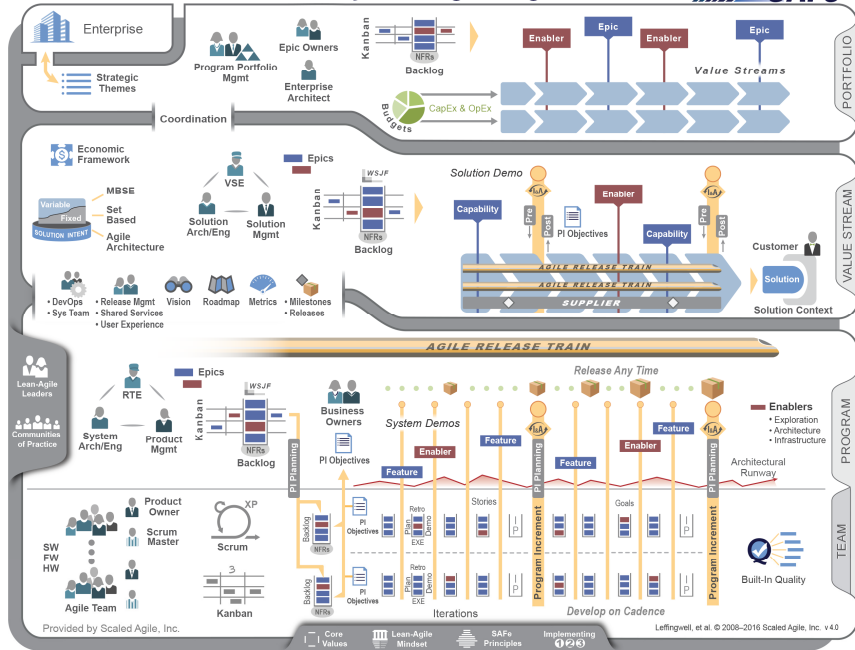 Enterprise
Strategic
Themes
Program Portfolio
Mgmt
Epic Owners
Enterprise
Architect
Kanban
NFRs
Backlog
Enabler
Epic
Enabler
Epic
Value Streams
Budgets
CapEx & OpEx
PORTFOLIO
Coordination
Economic
Framework
Variable
Fixed
SOLUTION INTENT
MBSE
Set
Based
Agile
Architecture
VSE
Solution
Arch/Eng
Solution
Mgmt
Epics
WSJF
Kanban
NFRs
Backlog
Solution Demo
I&A
I&A
Capability
PI Objectives
Pre
Post
Enabler
Capability
Pre
Post
AGILE RELEASE TRAIN
AGILE RELEASE TRAIN
SUPPLIER
Customer
Solution
Solution Context
VALUE STREAM
• DevOps
• Sys Team
• Release Mgmt
• Shared Services
• User Experience
Vision
Roadmap
Metrics
• Milestones
• Releases
Lean-Agile
Leaders
Communities
of Practice
AGILE RELEASE TRAIN
Release Any Time
RTE
System
Arch/Eng
Product
Mgmt
Epics
WSJF
Kanban
NFRs
Backlog
PI Planning
Business
Owners
PI Objectives
System Demos
Feature
Enabler
Feature
I&A
PI Planning
Feature
Enabler
Feature
I&A
PI Planning
Enablers
• Exploration
• Architecture
• Infrastructure
Architectural
Runway
PROGRAM
Product
Owner
Scrum
Master
SW
FW
HW
Agile Team
XP
Scrum
3
Kanban
Backlog
NFRs
PI
Objectives
Retro
Plan
Demo
EXE
Stories
I
P
Program Increment
Goals
I
P
Program Increment
Backlog
NFRs
PI
Objectives
Retro
Plan
Demo
EXE
I
P
I
P
Iterations
Develop on Cadence
Q
Built-In Quality
TEAM
Provided by Scaled Agile, Inc.
Leffingwell, et al. © 2008–2016 Scaled Agile, Inc. v 4.0
Core
Values
Lean-Agile
Mindset
SAFe
Principles
Implementing
123